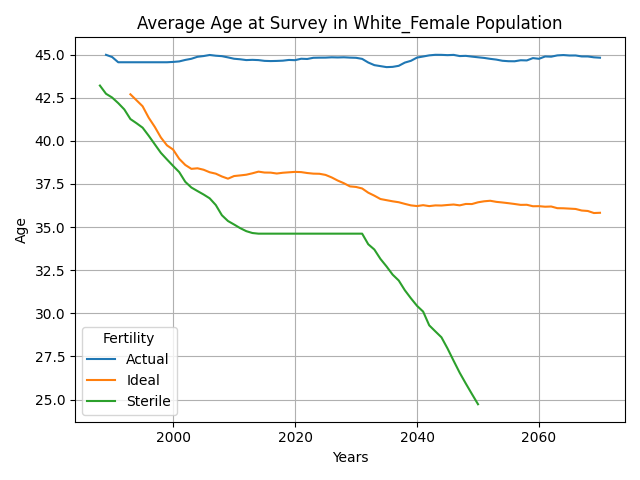 Average Age at Survey in White_Female Population
Age
45.0
42.5
40.0
37.5
35.0
32.5
30.0
27.5
25.0
Fertility
Actual
Ideal
Sterile
2000
2020
2040
2060
Years